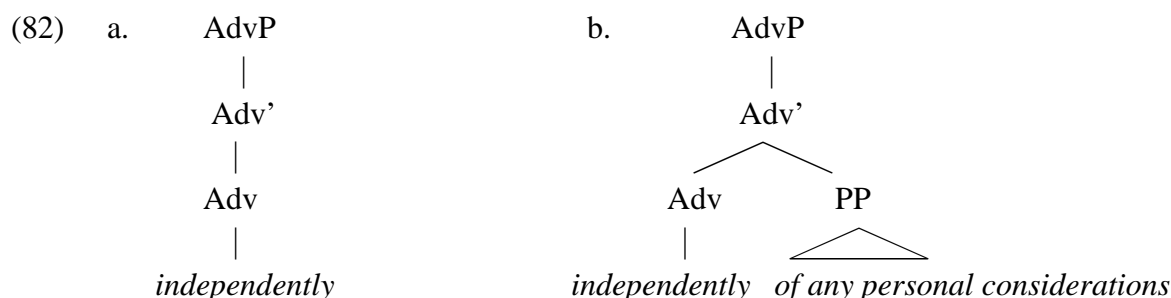 (82) a. AdvP b. AdvP
Adv’ Adv’
Adv Adv PP
independently independently of any personal considerations